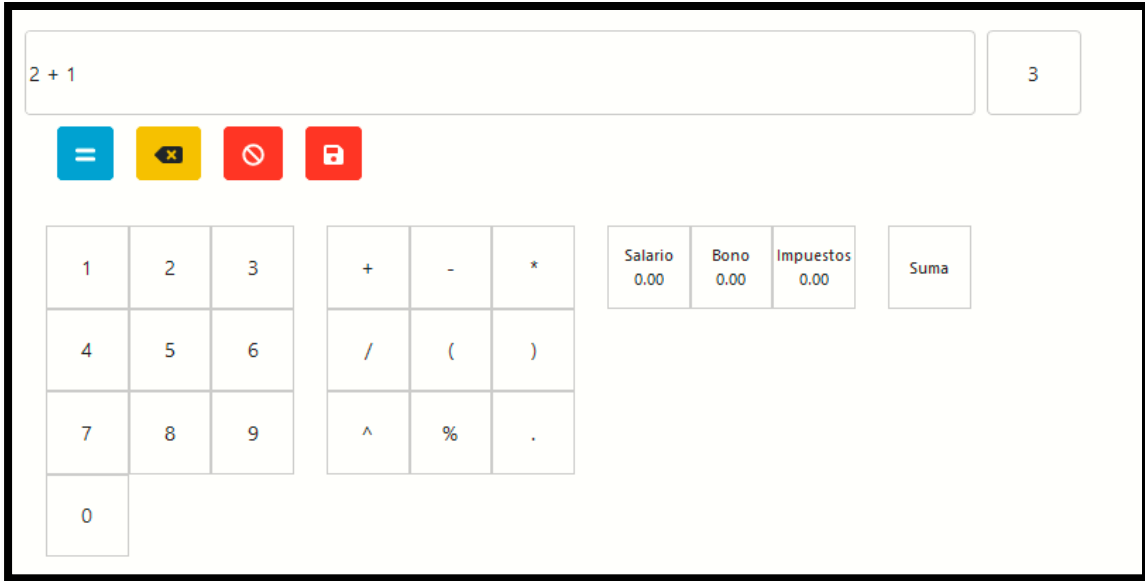 2 + 1
3
=
1 2 3
+ - *
Salario Bono Impuestos
0.00 0.00 0.00
Suma
4 5 6
/ ( )
7 8 9
^ % .
0